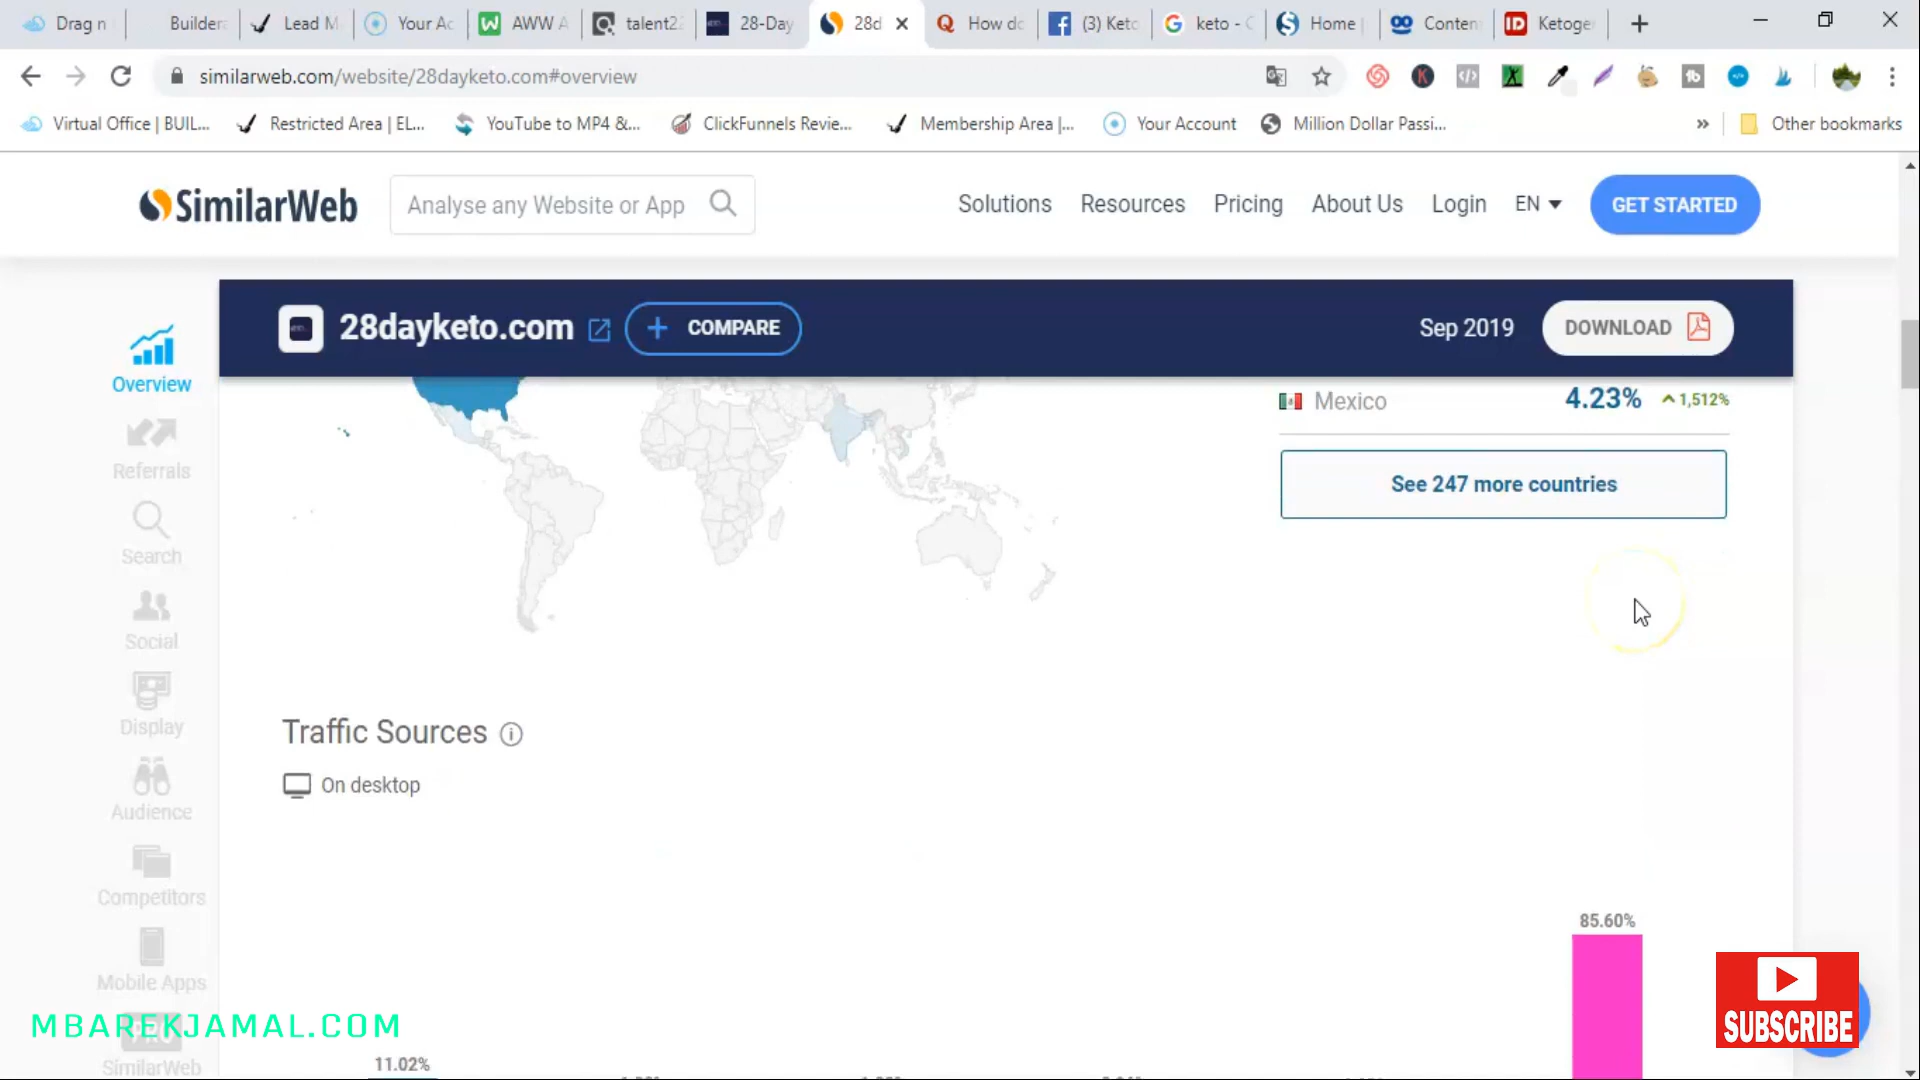 Drag n
Builder
Lead M
Your Ac
AWW A
talent2
28-Day
28d
How do
(3) Keto
keto - G
Home |
Conten
Ketoge
similarweb.com/website/28dayketo.com#overview
Virtual Office | BUIL...
Restricted Area | EL...
YouTube to MP4 &...
ClickFunnels Revie...
Membership Area |...
Your Account
Million Dollar Passi...
» Other bookmarks
SimilarWeb
Analyse any Website or App
Solutions
Resources
Pricing
About Us
Login
EN
GET STARTED
28dayketo.com
+ COMPARE
Sep 2019
DOWNLOAD
Overview
Referrals
Search
Social
Display
Audience
Competitors
Mobile Apps
PRO
SimilarWeb
Mexico 4.23% 1,512%
See 247 more countries
Traffic Sources
On desktop
85.60%
11.02%
MBAREKJAMAL.COM
SUBSCRIBE